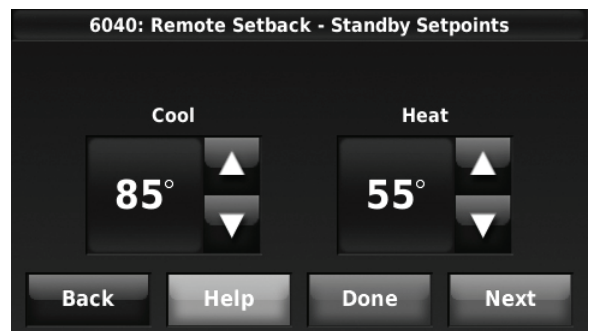 6040: Remote Setback - Standby Setpoints
Cool Heat
85° 55°
Back Help Done Next